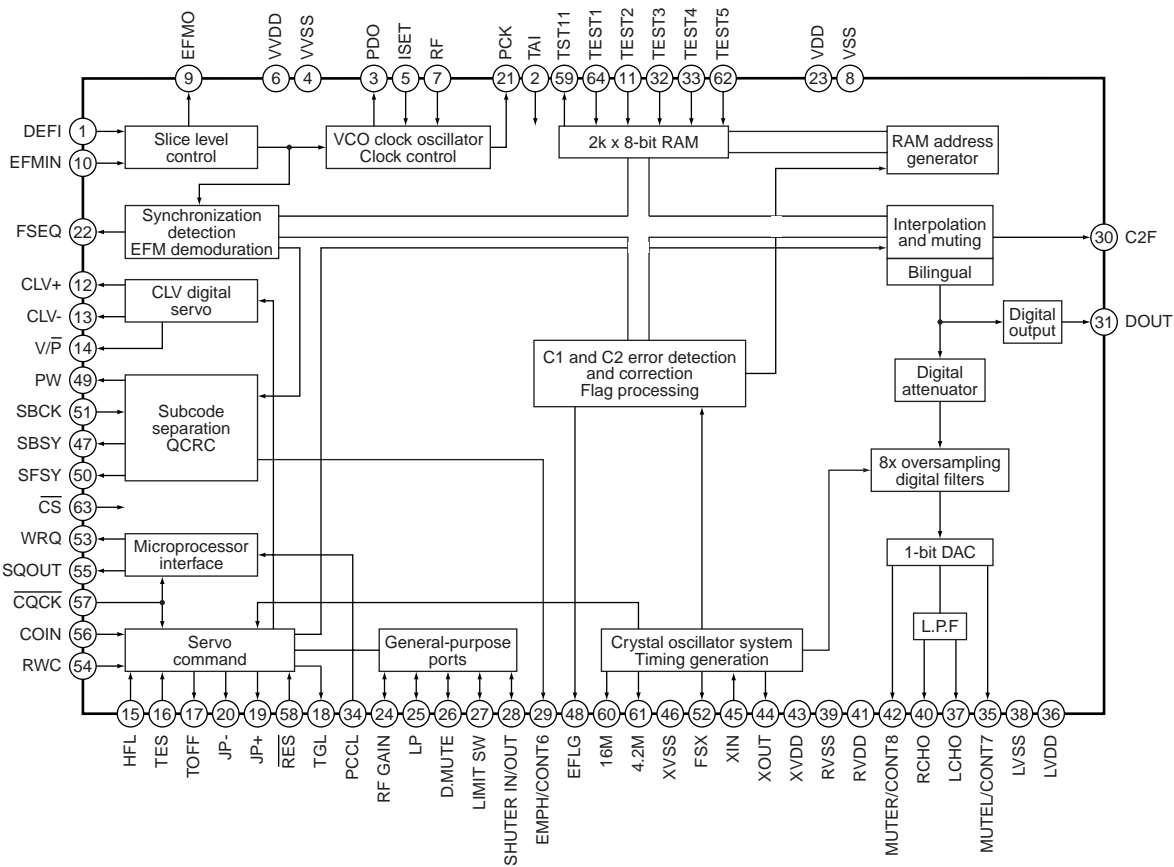 EFMO
VVDD
VVSS
PDO
ISET
RF
PCK
TAI
TST11
TEST1
TEST2
TEST3
TEST4
TEST5
VDD
VSS
9
6
4
3
5
7
21
2
59
64
11
32
33
62
23
8
DEFI 1
EFMIN 10
Slice level
control
VCO clock oscillator
Clock control
2k x 8-bit RAM
RAM address
generator
FSEQ 22
Synchronization
detection
EFM demoduration
Interpolation
and muting
Bilingual
30 C2F
CLV+ 12
CLV- 13
V/P̅ 14
CLV digital
servo
Digital
output
31 DOUT
C1 and C2 error detection
and correction
Flag processing
Digital
attenuator
PW 49
SBCK 51
SBSY 47
SFSY 50
Subcode
separation
QCRC
8x oversampling
digital filters
C̅S̅ 63
WRQ 53
SQOUT 55
Microprocessor
interface
1-bit DAC
C̅Q̅C̅K̅ 57
COIN 56
RWC 54
Servo
command
General-purpose
ports
Crystal oscillator system
Timing generation
L.P.F
15
16
17
20
19
58
18
34
24
25
26
27
28
29
48
60
61
46
52
45
44
43
39
41
42
40
37
35
38
36
HFL
TES
TOFF
JP-
JP+
R̅E̅S̅
TGL
PCCL
RF GAIN
LP
D.MUTE
LIMIT SW
SHUTER IN/OUT
EMPH/CONT6
EFLG
16M
4.2M
XVSS
FSX
XIN
XOUT
XVDD
RVSS
RVDD
MUTER/CONT8
RCHO
LCHO
MUTEL/CONT7
LVSS
LVDD